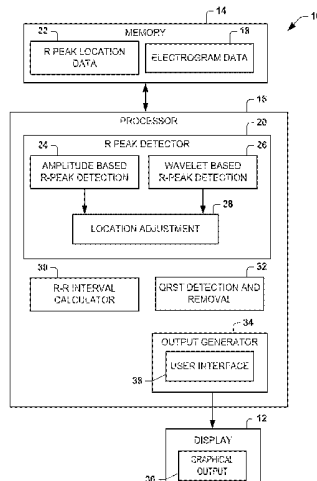 10
14
MEMORY
22
18
R PEAK LOCATION
DATA
ELECTROGRAM DATA
16
PROCESSOR
20
R PEAK DETECTOR
24
26
AMPLITUDE BASED
R-PEAK DETECTION
WAVELET BASED
R-PEAK DETECTION
28
LOCATION ADJUSTMENT
30
32
R-R INTERVAL
CALCULATOR
QRST DETECTION AND
REMOVAL
34
OUTPUT GENERATOR
USER INTERFACE
38
12
DISPLAY
GRAPHICAL
OUTPUT
36